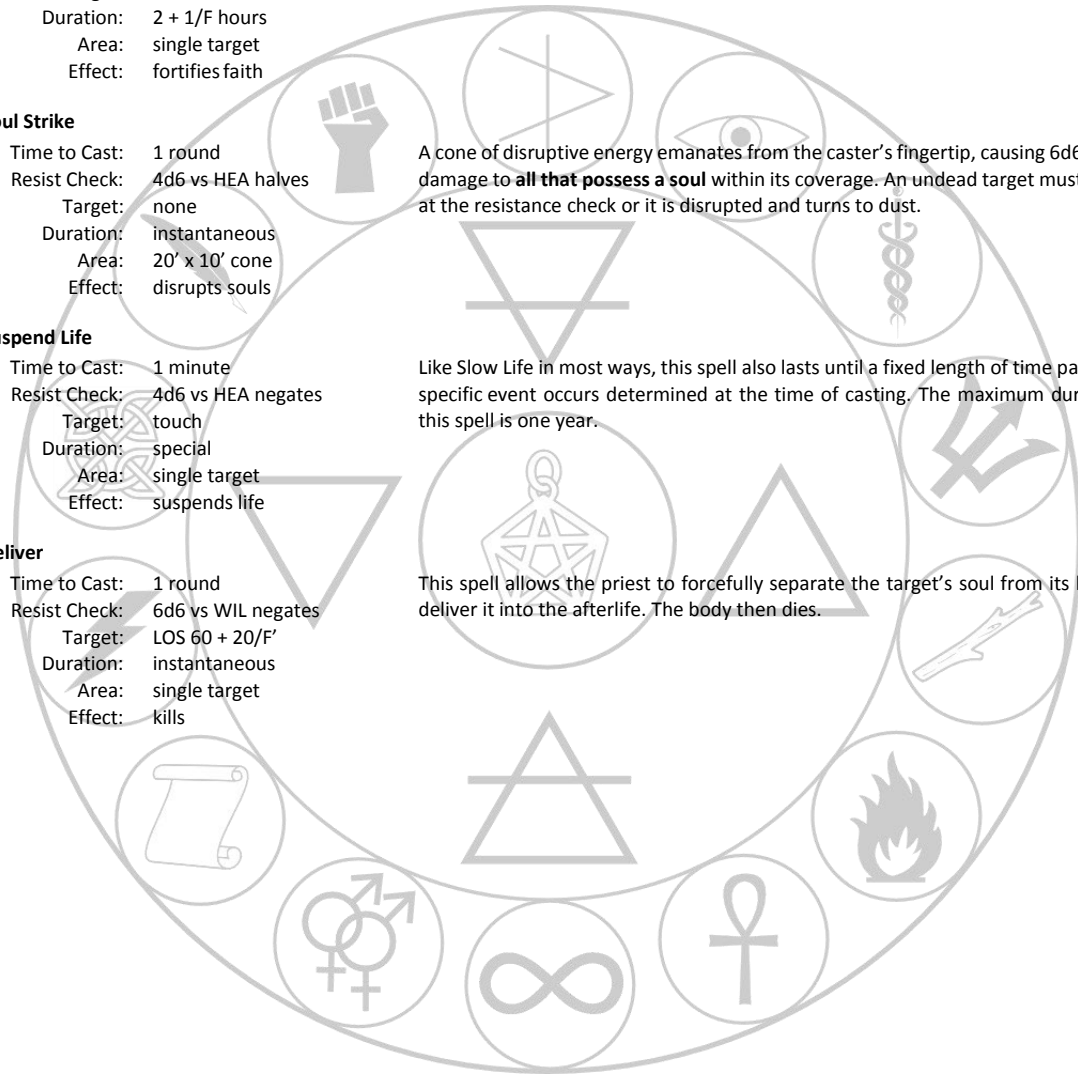 Duration: 2 + 1/F hours
Area: single target
Effect: fortifies faith
oul Strike
Time to Cast: 1 round
Resist Check: 4d6 vs HEA halves
Target: none
Duration: instantaneous
Area: 20’ x 10’ cone
Effect: disrupts souls
A cone of disruptive energy emanates from the caster’s fingertip, causing 6d6
damage to all that possess a soul within its coverage. An undead target must
at the resistance check or it is disrupted and turns to dust.
uspend Life
Time to Cast: 1 minute
Resist Check: 4d6 vs HEA negates
Target: touch
Duration: special
Area: single target
Effect: suspends life
Like Slow Life in most ways, this spell also lasts until a fixed length of time pa
specific event occurs determined at the time of casting. The maximum dur
this spell is one year.
eliver
Time to Cast: 1 round
Resist Check: 6d6 vs WIL negates
Target: LOS 60 + 20/F’
Duration: instantaneous
Area: single target
Effect: kills
This spell allows the priest to forcefully separate the target’s soul from its
deliver it into the afterlife. The body then dies.